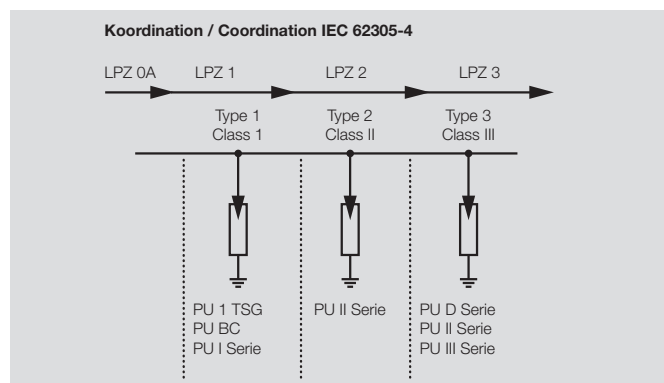 Koordination / Coordination IEC 62305-4
LPZ 0A LPZ 1 LPZ 2 LPZ 3
Type 1 Type 2 Type 3
Class 1 Class II Class III
PU 1 TSG PU II Serie PU D Serie
PU BC PU II Serie
PU I Serie PU III Serie